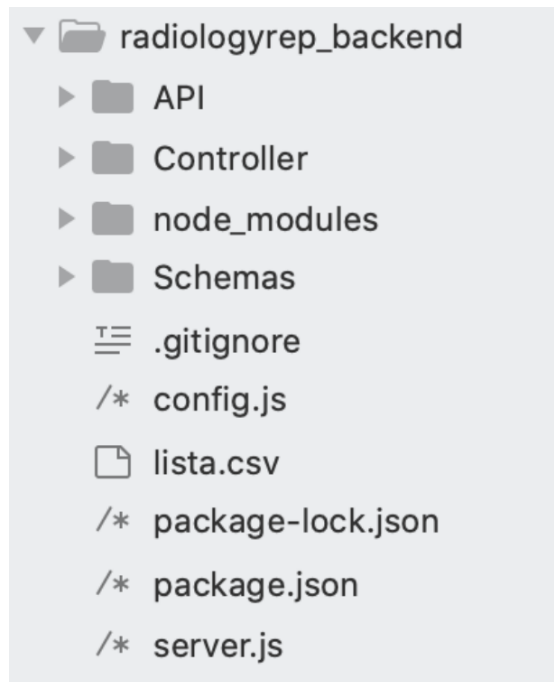 radiologyrep_backend
API
Controller
node_modules
Schemas
.gitignore
/* config.js
lista.csv
/* package-lock.json
/* package.json
/* server.js